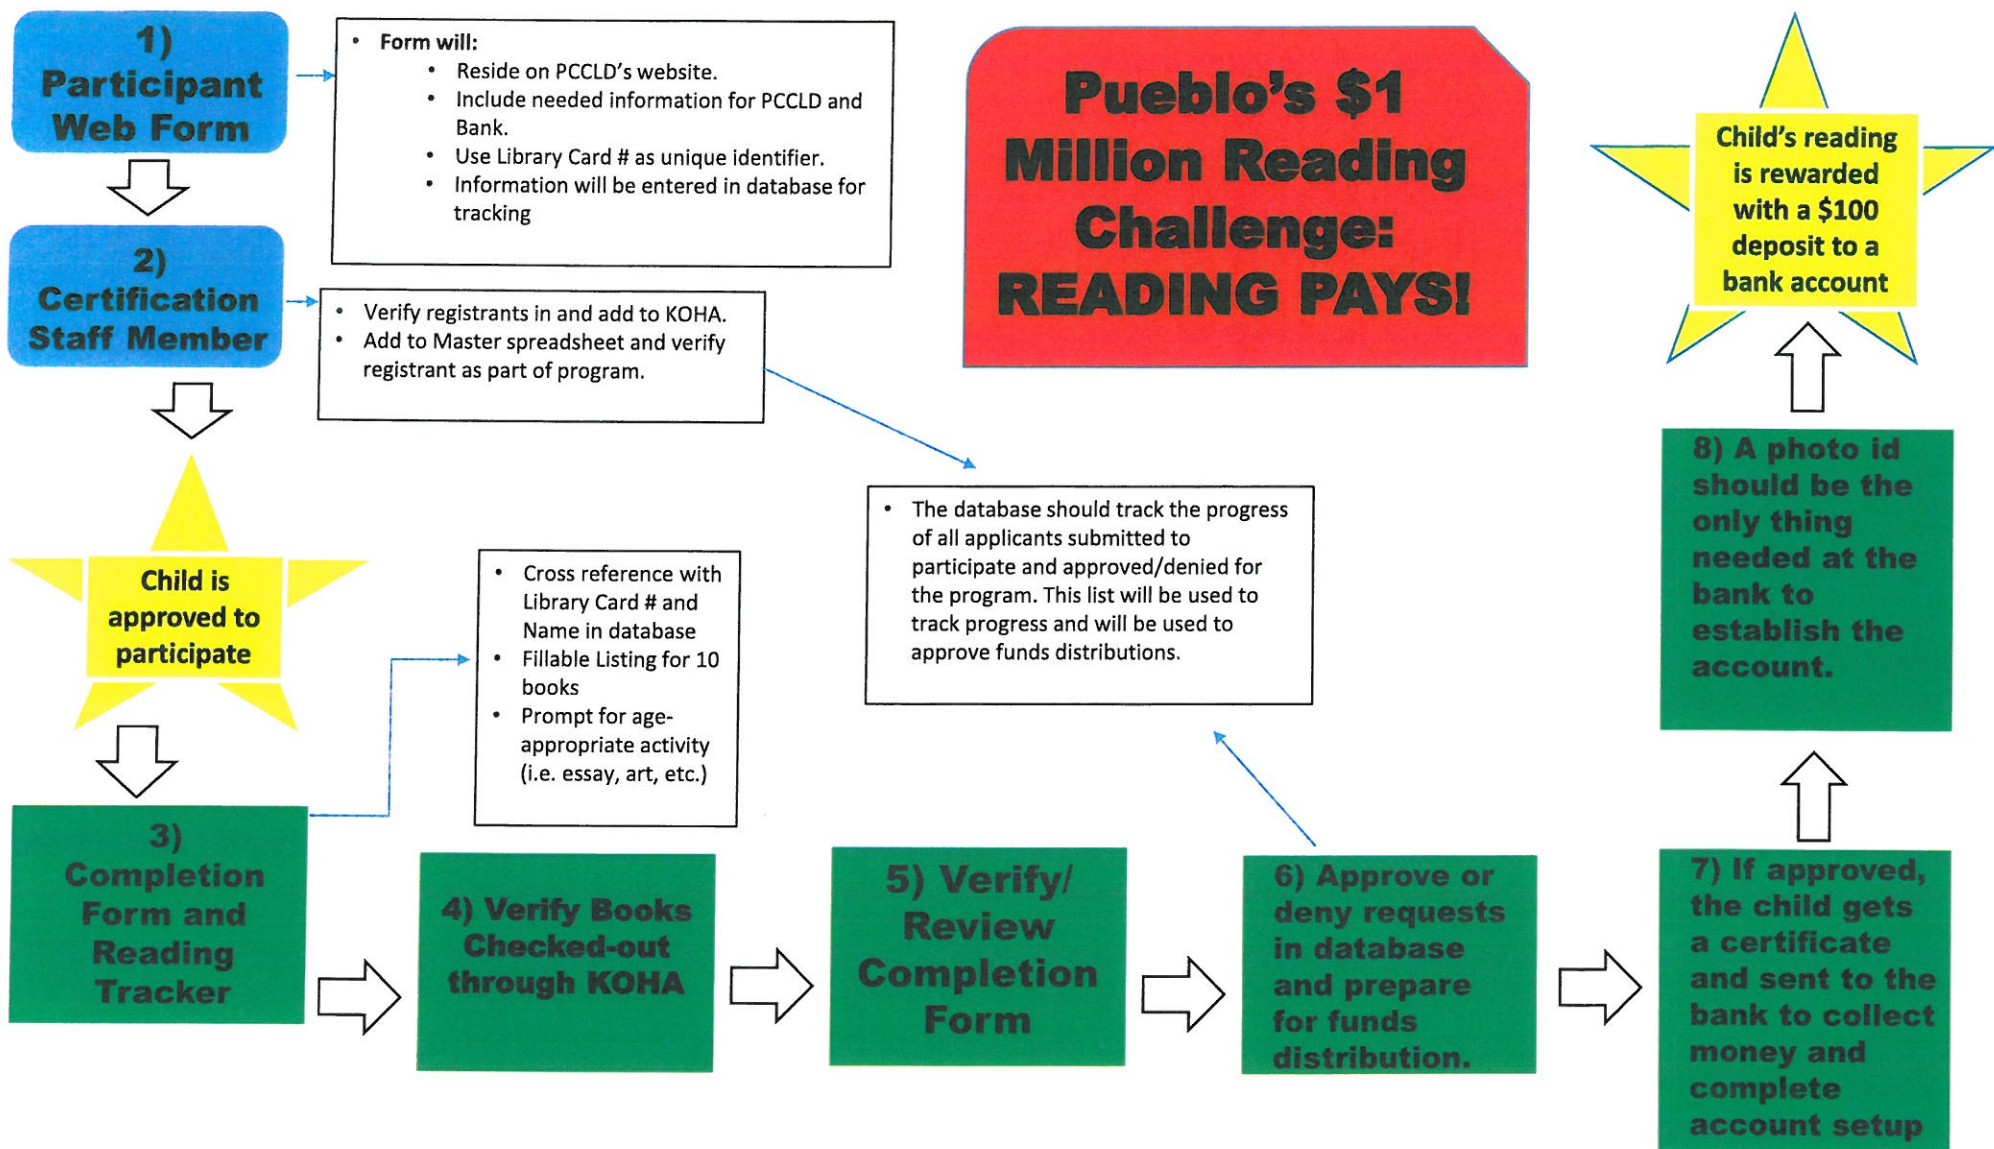 1)
Participant
Web Form
• Form will:
• Reside on PCCLD's website.
• Include needed information for PCCLD and
Bank.
• Use Library Card # as unique identifier.
• Information will be entered in database for
tracking
Pueblo's $1
Million Reading
Challenge:
READING PAYS!
Child's reading
is rewarded
with a $100
deposit to a
bank account
2)
Certification
Staff Member
• Verify registrants in and add to KOHA.
• Add to Master spreadsheet and verify
registrant as part of program.
Child is
approved to
participate
• Cross reference with
Library Card # and
Name in database
• Fillable Listing for 10
books
• Prompt for age-
appropriate activity
(i.e. essay, art, etc.)
• The database should track the progress
of all applicants submitted to
participate and approved/denied for
the program. This list will be used to
track progress and will be used to
approve funds distributions.
8) A photo id
should be the
only thing
needed at the
bank to
establish the
account.
3)
Completion
Form and
Reading
Tracker
4) Verify Books
Checked-out
through KOHA
5) Verify/
Review
Completion
Form
6) Approve or
deny requests
in database
and prepare
for funds
distribution.
7) If approved,
the child gets
a certificate
and sent to the
bank to collect
money and
complete
account setup